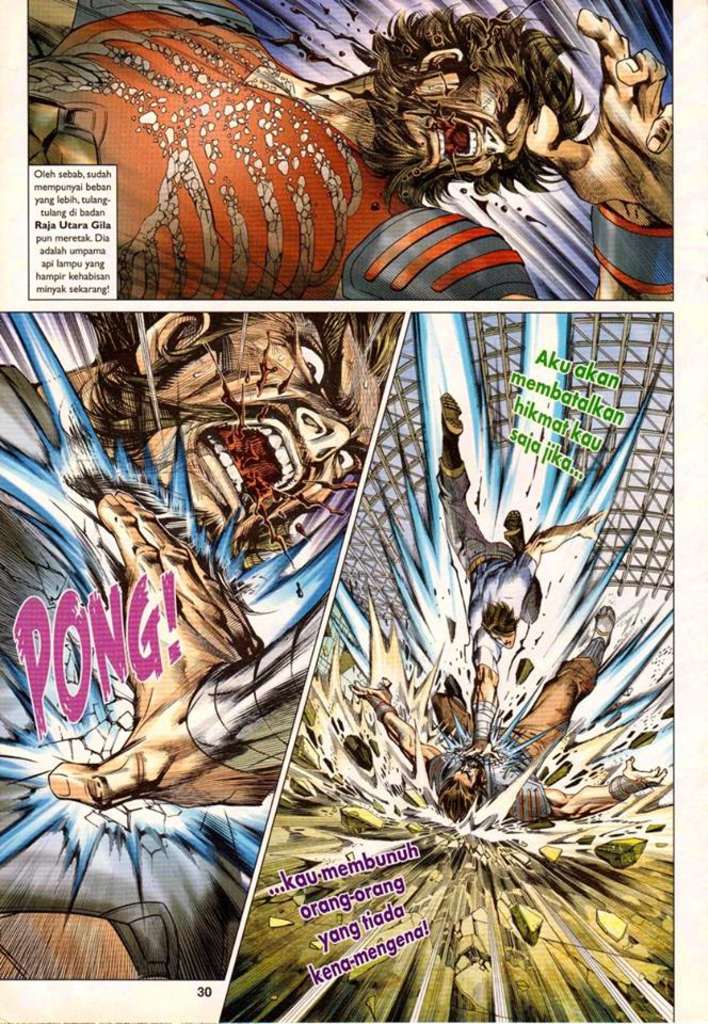 Oleh sebab, sudah
mempunyai beban
yang lebih, tulang-
tulang di badan
Raja Utara Gila
pun meretak. Dia
adalah umpama
api lampu yang
hampir kehabisan
minyak sekarang!
PONG!
Aku akan
membatalkan
hikmat kau
saja jika...
...kau membunuh
orang-orang
yang tiada
kena-mengena!
30